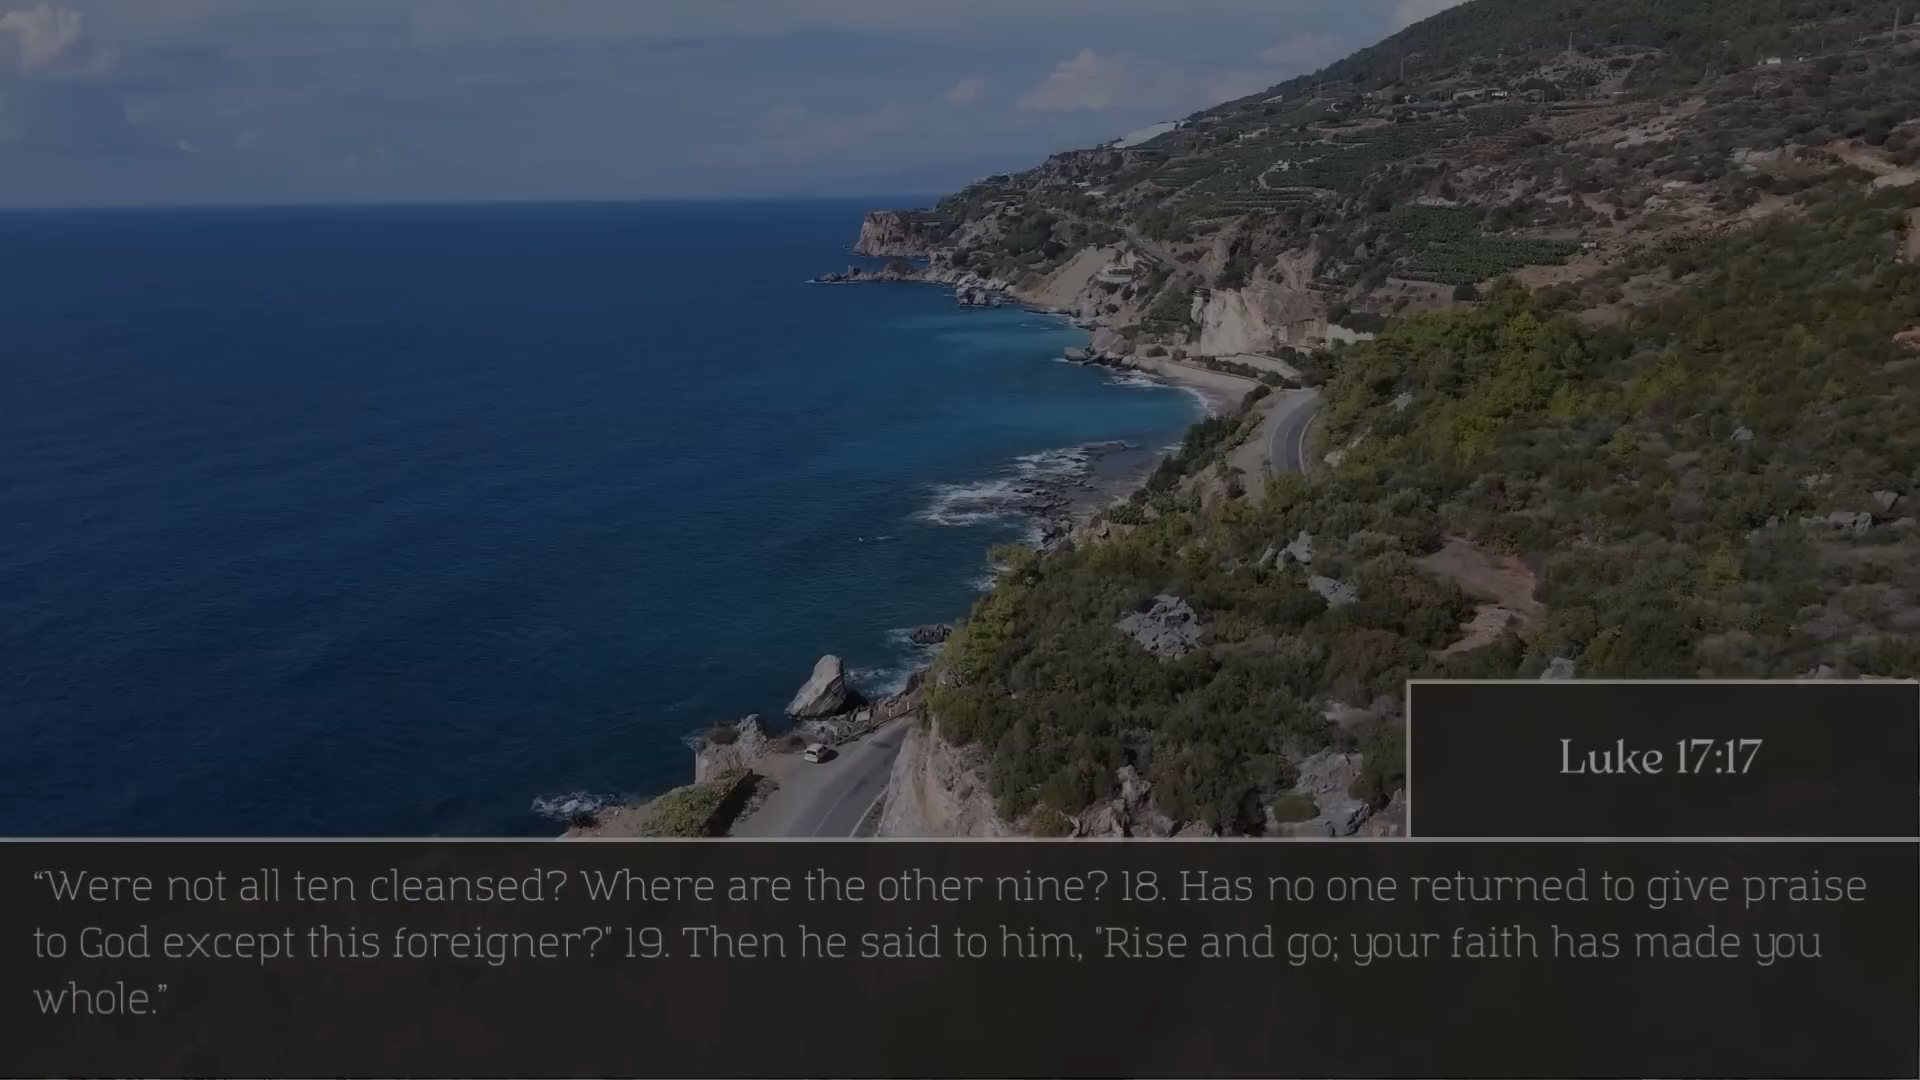 Luke 17:17
“Were not all ten cleansed? Where are the other nine? 18. Has no one returned to give praise
to God except this foreigner?" 19. Then he said to him, "Rise and go; your faith has made you
whole.”